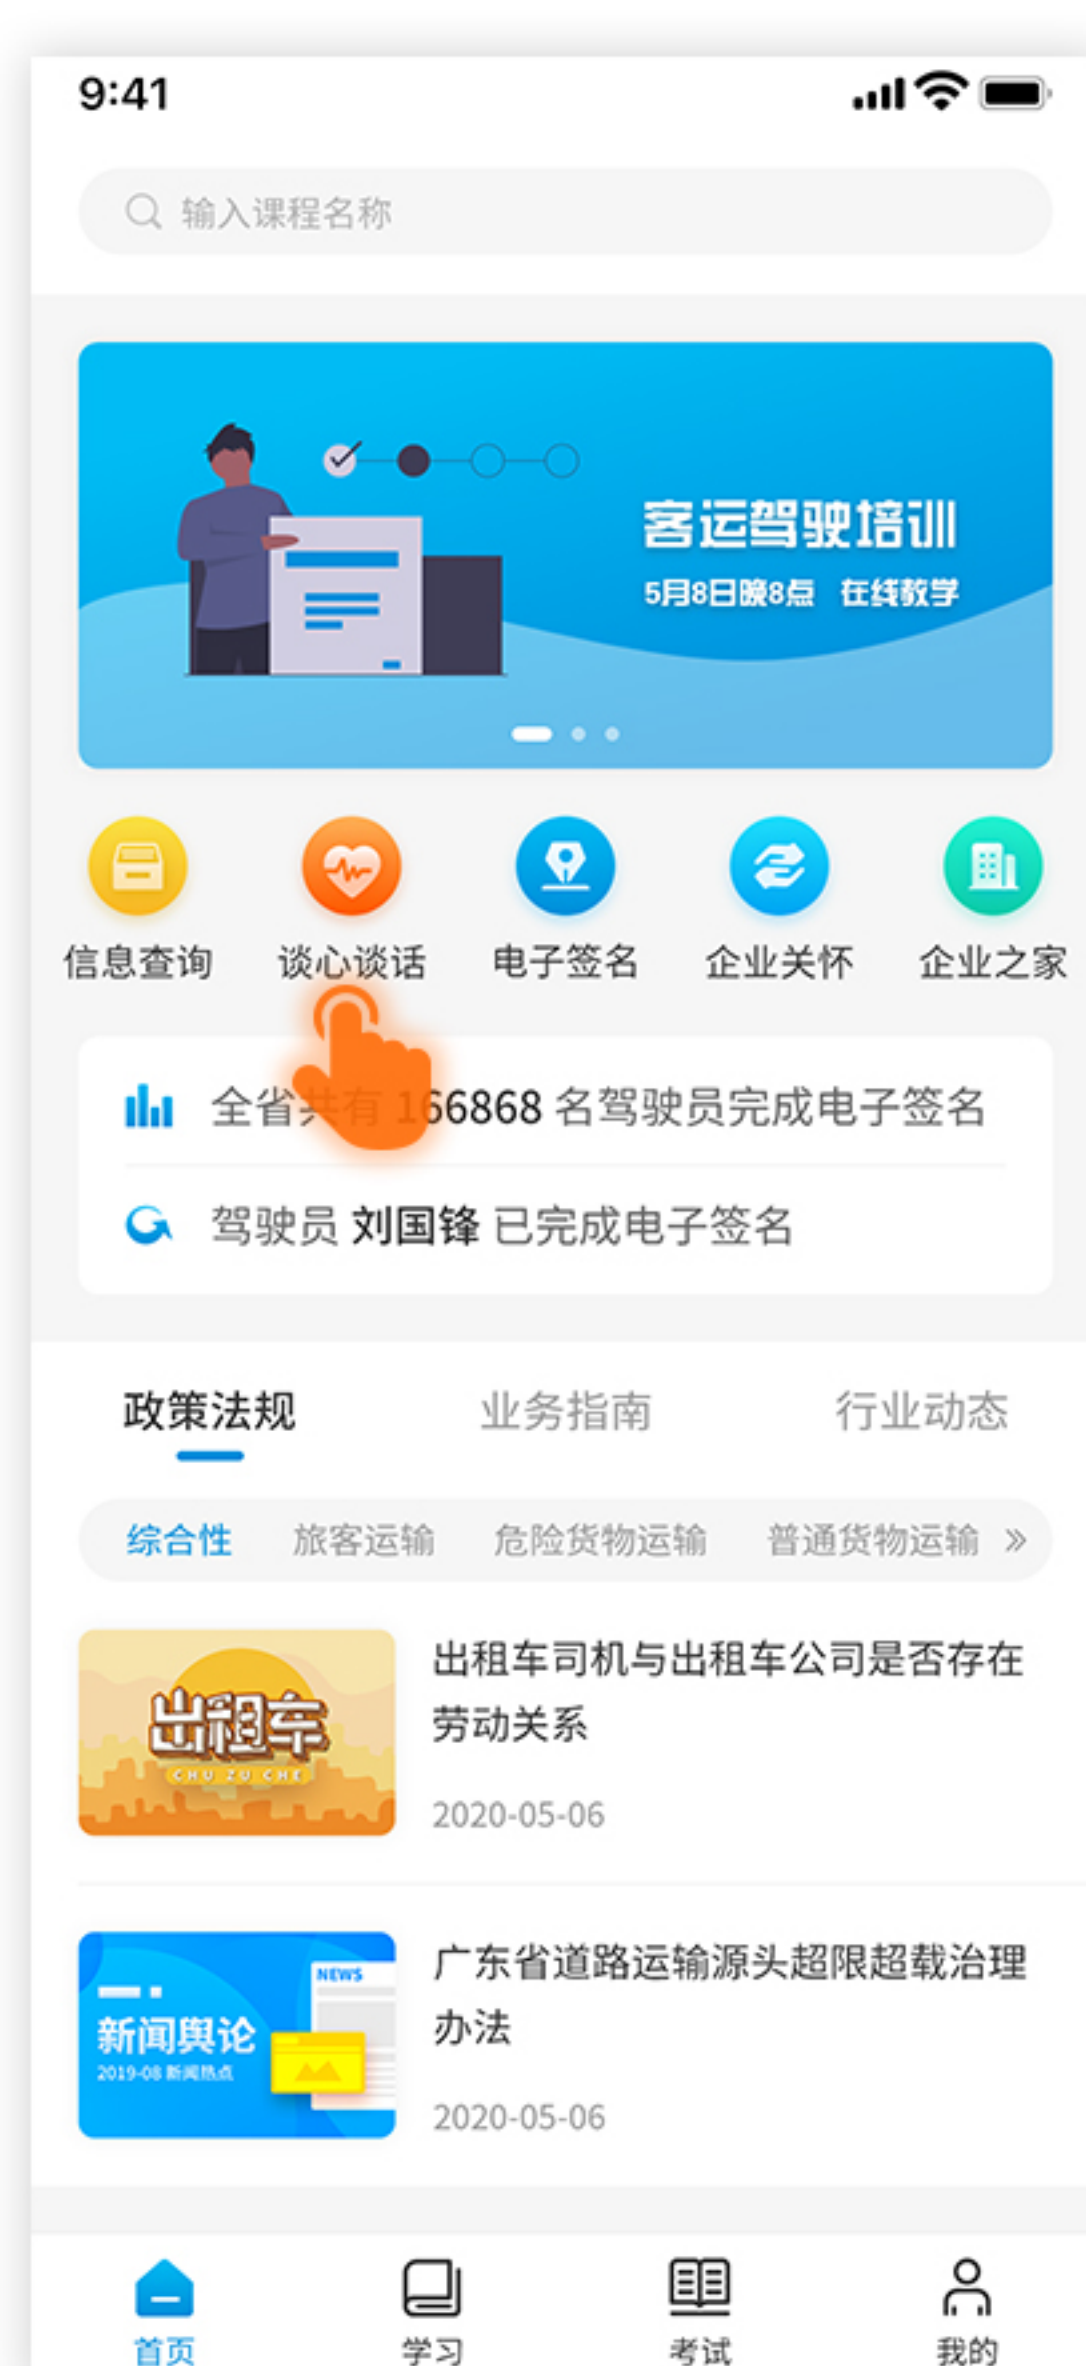 9:41
输入课程名称
客运驾驶培训
5月8日晚8点 在线教学
信息查询 谈心谈话 电子签名 企业关怀 企业之家
全省共有 166868 名驾驶员完成电子签名
驾驶员 刘国锋 已完成电子签名
政策法规 业务指南 行业动态
综合性 旅客运输 危险货物运输 普通货物运输 »
出租车
CHU ZU CHE
出租车司机与出租车公司是否存在
劳动关系
2020-05-06
NEWS
新闻舆论
2019-08 新闻热点
广东省道路运输源头超限超载治理
办法
2020-05-06
首页 学习 考试 我的